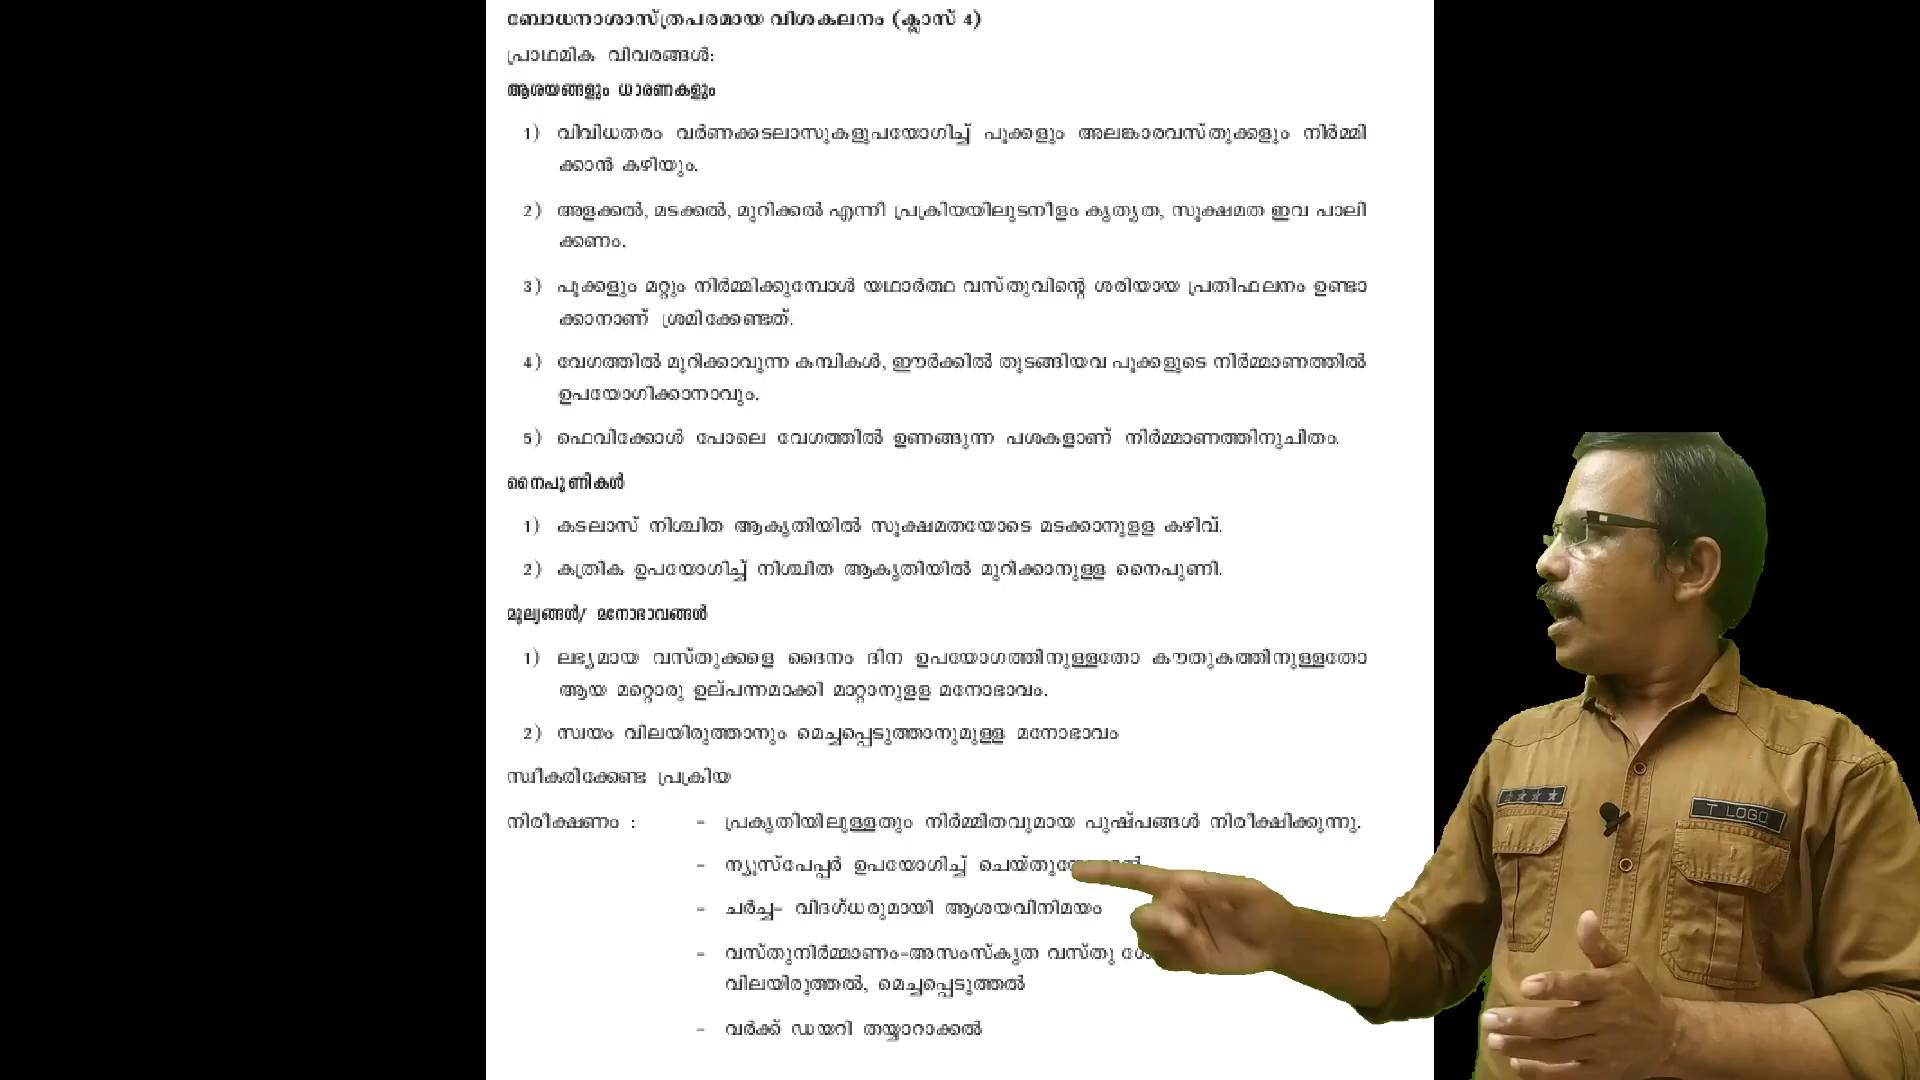 ബോധനാശാസ്ത്രപരമായ വിശകലനം (ക്ലാസ് 4)
പ്രാഥമിക വിവരങ്ങൾ:
ആശയങ്ങളും ധാരണകളും
1) വിവിധതരം വർണക്കടലാസുകളുപയോഗിച്ച് പൂക്കളും അലങ്കാരവസ്തുക്കളും നിർമ്മി
ക്കാൻ കഴിയും.
2) അളക്കൽ, മടക്കൽ, മുറിക്കൽ എന്നീ പ്രക്രിയയിലുടനീളം കൃത്യത, സൂക്ഷമത ഇവ പാലി
ക്കണം.
3) പൂക്കളും മറ്റും നിർമ്മിക്കുമ്പോൾ യഥാർത്ഥ വസ്തുവിന്റെ ശരിയായ പ്രതിഫലനം ഉണ്ടാ
ക്കാനാണ് ശ്രമിക്കേണ്ടത്.
4) വേഗത്തിൽ മുറിക്കാവുന്ന കമ്പികൾ, ഈർക്കിൽ തുടങ്ങിയവ പൂക്കളുടെ നിർമ്മാണത്തിൽ
ഉപയോഗിക്കാനാവും.
5) ഫെവിക്കോൾ പോലെ വേഗത്തിൽ ഉണങ്ങുന്ന പശകളാണ് നിർമ്മാണത്തിനുചിതം.
നൈപുണികൾ
1) കടലാസ് നിശ്ചിത ആകൃതിയിൽ സൂക്ഷമതയോടെ മടക്കാനുളള കഴിവ്.
2) കത്രിക ഉപയോഗിച്ച് നിശ്ചിത ആകൃതിയിൽ മുറിക്കാനുള്ള നൈപുണി.
മൂല്യങ്ങൾ/ മനോഭാവങ്ങൾ
1) ലഭ്യമായ വസ്തുക്കളെ ദൈനം ദിന ഉപയോഗത്തിനുള്ളതോ കൗതുകത്തിനുള്ളതോ
ആയ മറ്റൊരു ഉല്പന്നമാക്കി മാറ്റാനുളള മനോഭാവം.
2) സ്വയം വിലയിരുത്താനും മെച്ചപ്പെടുത്താനുമുളള മനോഭാവം
സ്വീകരിക്കേണ്ട പ്രക്രിയ
നിരീക്ഷണം : – പ്രകൃതിയിലുള്ളതും നിർമ്മിതവുമായ പുഷ്പങ്ങൾ നിരീക്ഷിക്കുന്നു.
– ന്യൂസ്പേപ്പർ ഉപയോഗിച്ച്
– ചർച്ച– വിദഗ്ധരുമായി ആശയവിനിമയം
– വസ്തുനിർമ്മാണം–അസംസ്കൃത വസ്തു
വിലയിരുത്തൽ, മെച്ചപ്പെടുത്തൽ
– വർക്ക് ഡയറി തയ്യാറാക്കൽ
T LOGO